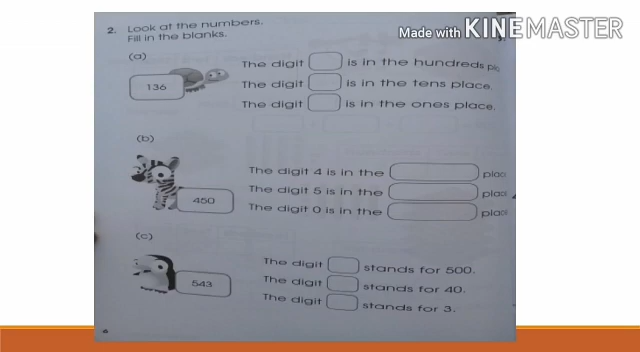 Made with KINEMASTER
2. Look at the numbers.
Fill in the blanks.
(a)
136
The digit is in the hundreds
The digit is in the tens place.
The digit is in the ones place.
(b)
450
The digit 4 is in the
The digit 5 is in the
The digit 0 is in the
(c)
543
The digit stands for 500.
The digit stands for 40.
The digit stands for 3.